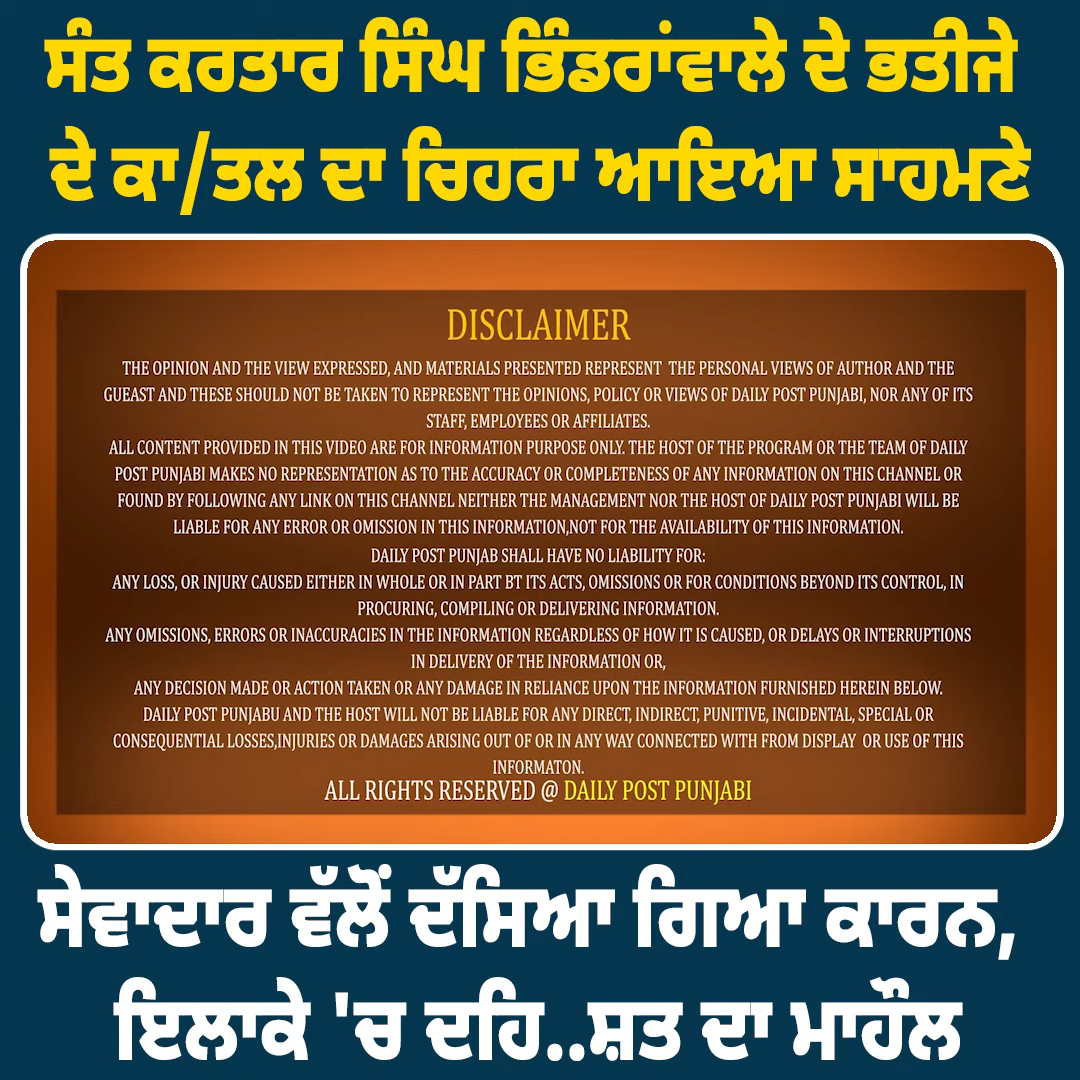 ਸੰਤ ਕਰਤਾਰ ਸਿੰਘ ਭਿੰਡਰਾਂਵਾਲੇ ਦੇ ਭਤੀਜੇ
ਦੇ ਕਾ/ਤਲ ਦਾ ਚਿਹਰਾ ਆਇਆ ਸਾਹਮਣੇ
DISCLAIMER
THE OPINION AND THE VIEW EXPRESSED, AND MATERIALS PRESENTED REPRESENT THE PERSONAL VIEWS OF AUTHOR AND THE
GUEAST AND THESE SHOULD NOT BE TAKEN TO REPRESENT THE OPINIONS, POLICY OR VIEWS OF DAILY POST PUNJABI, NOR ANY OF ITS
STAFF, EMPLOYEES OR AFFILIATES.
ALL CONTENT PROVIDED IN THIS VIDEO ARE FOR INFORMATION PURPOSE ONLY. THE HOST OF THE PROGRAM OR THE TEAM OF DAILY
POST PUNJABI MAKES NO REPRESENTATION AS TO THE ACCURACY OR COMPLETENESS OF ANY INFORMATION ON THIS CHANNEL OR
FOUND BY FOLLOWING ANY LINK ON THIS CHANNEL NEITHER THE MANAGEMENT NOR THE HOST OF DAILY POST PUNJABI WILL BE
LIABLE FOR ANY ERROR OR OMISSION IN THIS INFORMATION,NOT FOR THE AVAILABILITY OF THIS INFORMATION.
DAILY POST PUNJAB SHALL HAVE NO LIABILITY FOR:
ANY LOSS, OR INJURY CAUSED EITHER IN WHOLE OR IN PART BT ITS ACTS, OMISSIONS OR FOR CONDITIONS BEYOND ITS CONTROL, IN
PROCURING, COMPILING OR DELIVERING INFORMATION.
ANY OMISSIONS, ERRORS OR INACCURACIES IN THE INFORMATION REGARDLESS OF HOW IT IS CAUSED, OR DELAYS OR INTERRUPTIONS
IN DELIVERY OF THE INFORMATION OR,
ANY DECISION MADE OR ACTION TAKEN OR ANY DAMAGE IN RELIANCE UPON THE INFORMATION FURNISHED HEREIN BELOW.
DAILY POST PUNJABU AND THE HOST WILL NOT BE LIABLE FOR ANY DIRECT, INDIRECT, PUNITIVE, INCIDENTAL, SPECIAL OR
CONSEQUENTIAL LOSSES,INJURIES OR DAMAGES ARISING OUT OF OR IN ANY WAY CONNECTED WITH FROM DISPLAY OR USE OF THIS
INFORMATON.
ALL RIGHTS RESERVED @ DAILY POST PUNJABI
ਸੇਵਾਦਾਰ ਵੱਲੋਂ ਦੱਸਿਆ ਗਿਆ ਕਾਰਨ,
ਇਲਾਕੇ 'ਚ ਦਹਿ..ਸ਼ਤ ਦਾ ਮਾਹੌਲ